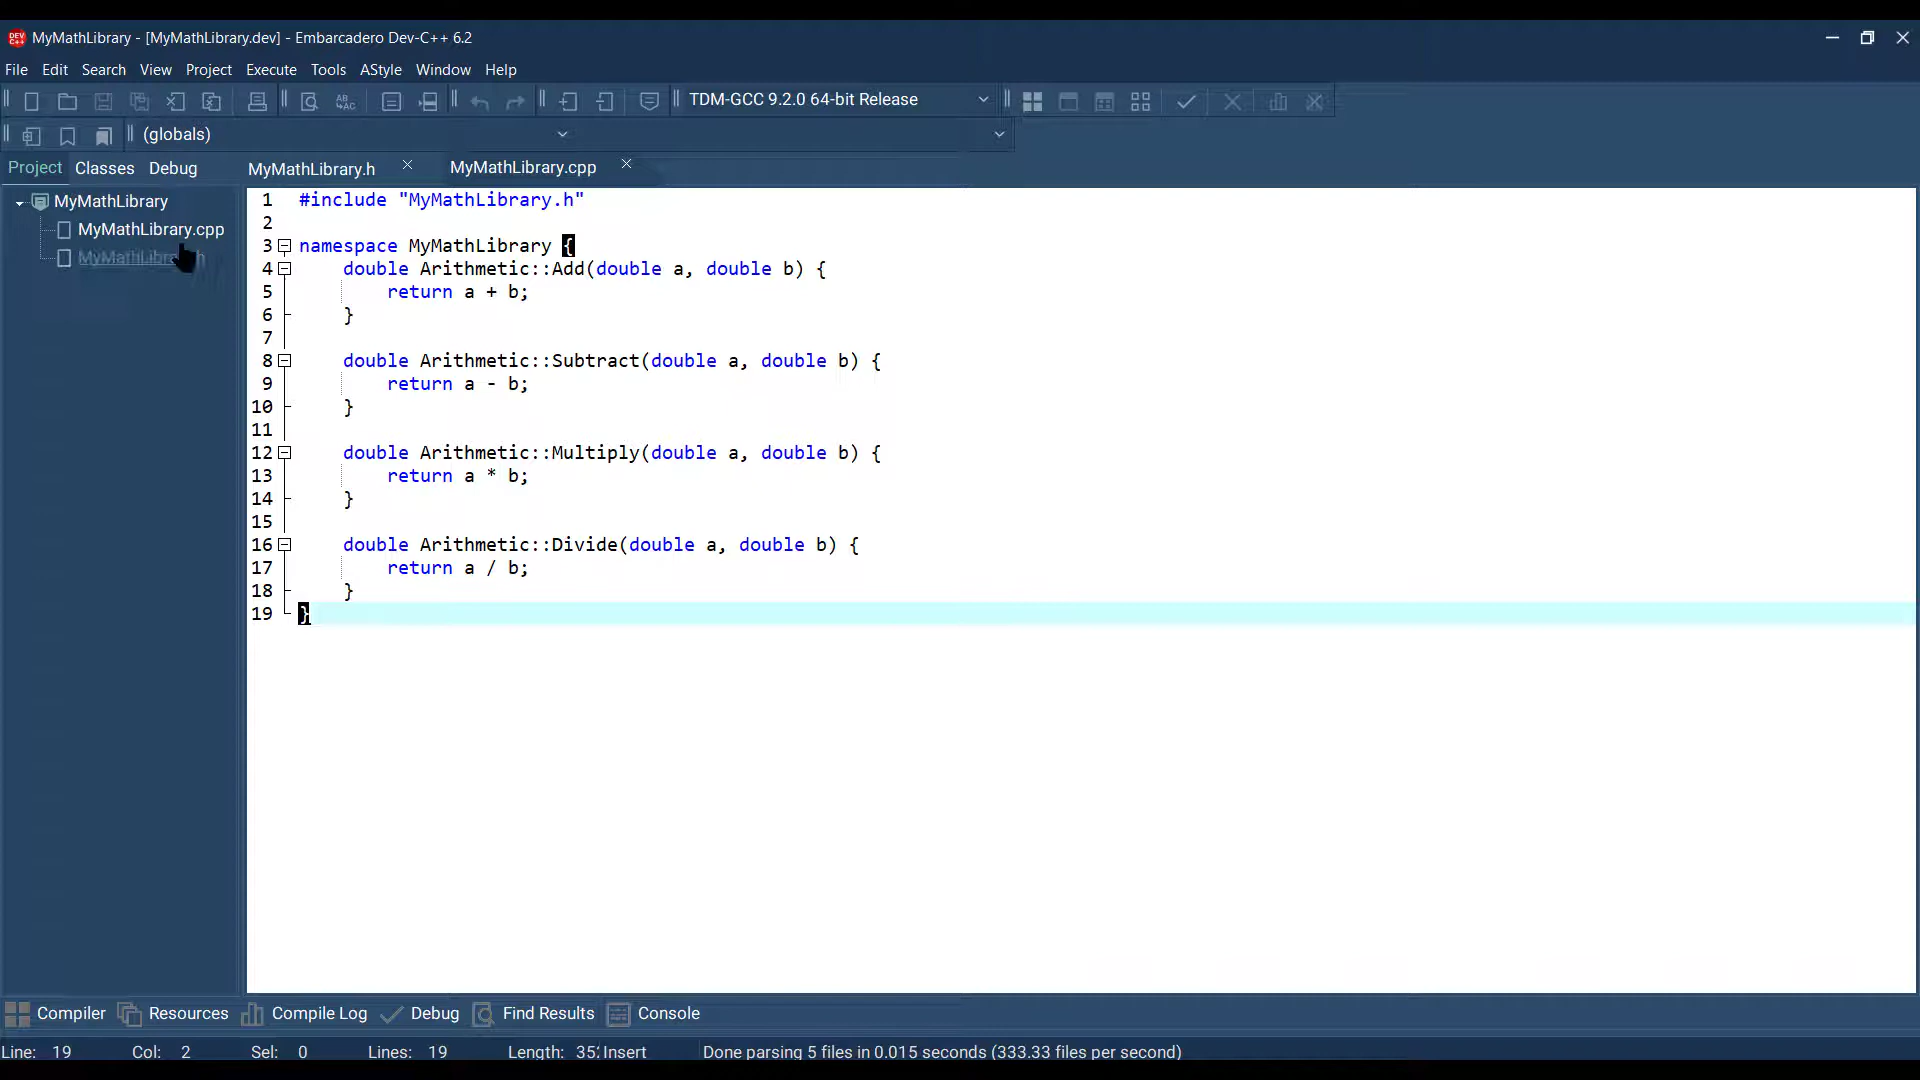 MyMathLibrary - [MyMathLibrary.dev] - Embarcadero Dev-C++ 6.2
File Edit Search View Project Execute Tools AStyle Window Help
TDM-GCC 9.2.0 64-bit Release
(globals)
Project Classes Debug
MyMathLibrary.h MyMathLibrary.cpp
MyMathLibrary
MyMathLibrary.cpp
1 #include "MyMathLibrary.h"
2
3 namespace MyMathLibrary {
4 double Arithmetic::Add(double a, double b) {
5 return a + b;
6 }
7
8 double Arithmetic::Subtract(double a, double b) {
9 return a - b;
10 }
11
12 double Arithmetic::Multiply(double a, double b) {
13 return a * b;
14 }
15
16 double Arithmetic::Divide(double a, double b) {
17 return a / b;
18 }
19 }
Compiler Resources Compile Log Debug Find Results Console
Line: 19 Col: 2 Sel: 0 Lines: 19 Length: Insert Done parsing 5 files in 0.015 seconds (333.33 files per second)